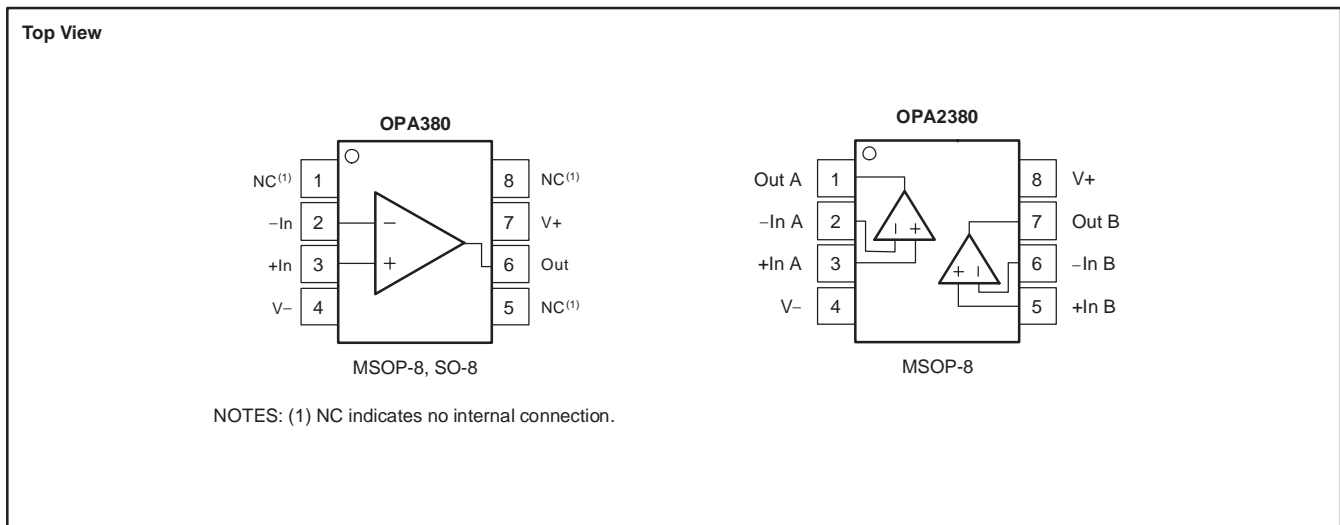 Top View
OPA380
NC(1) 1
8 NC(1)
−In 2
7 V+
+In 3
6 Out
V− 4
5 NC(1)
−
+
MSOP-8, SO-8
NOTES: (1) NC indicates no internal connection.
OPA2380
Out A 1
8 V+
−In A 2
7 Out B
+In A 3
6 −In B
V− 4
5 +In B
− +
+ −
MSOP-8